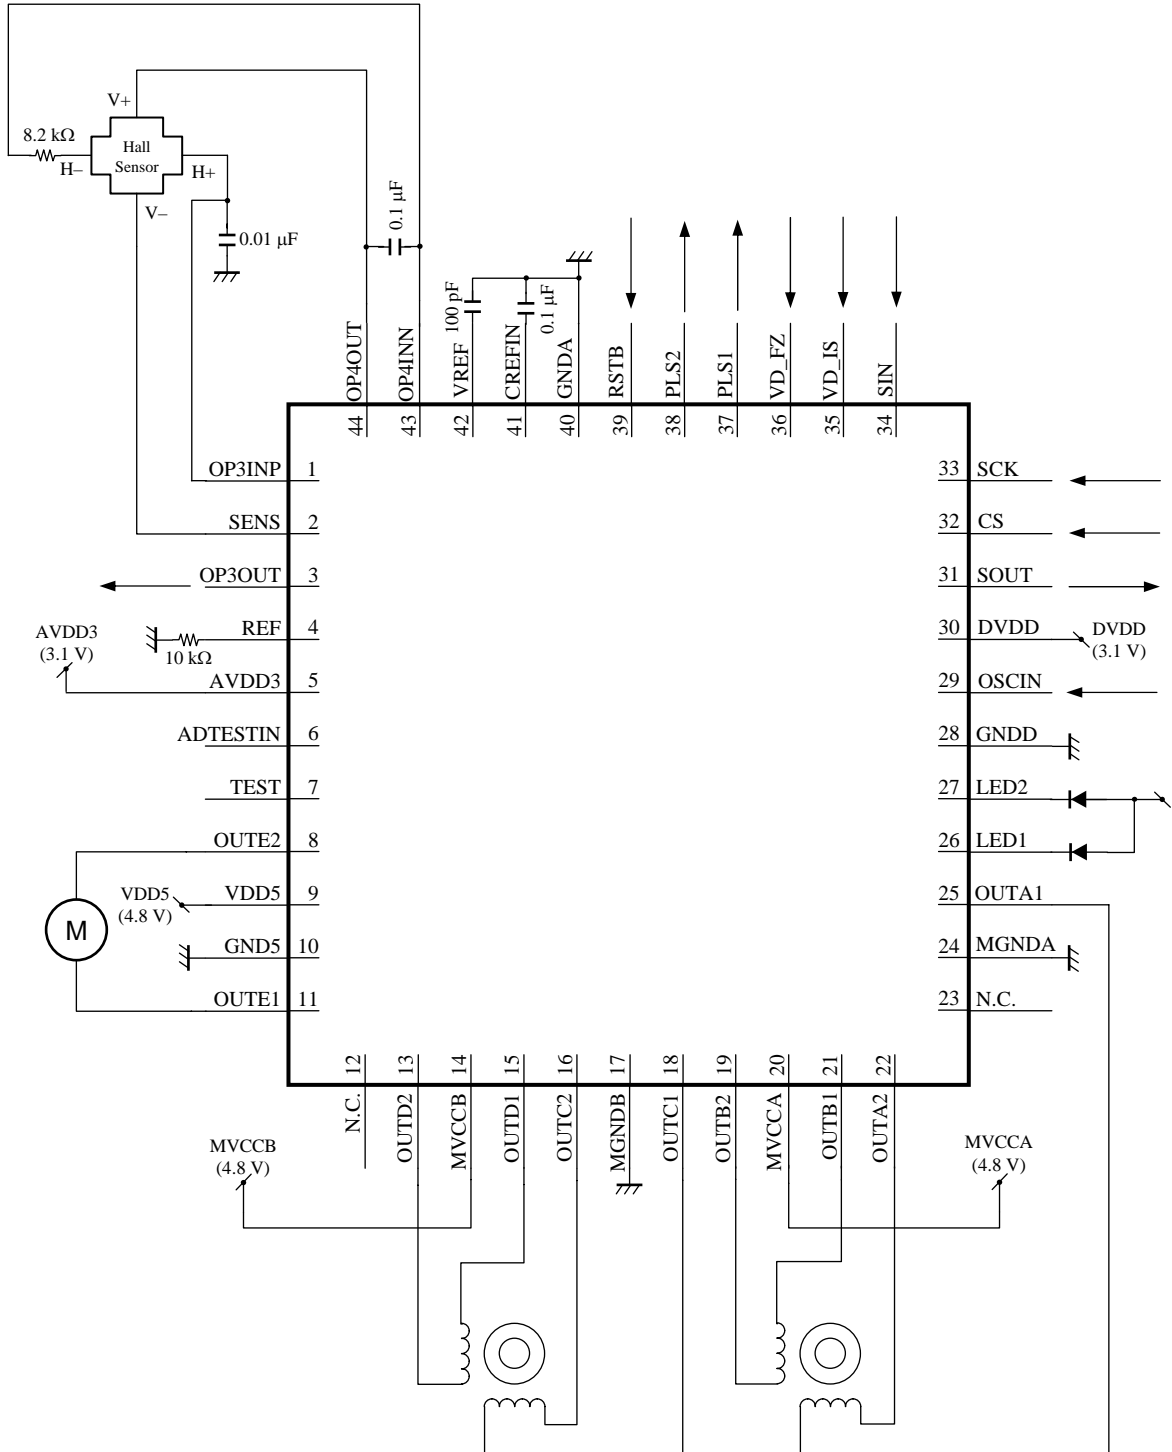 V+
8.2 kΩ
Hall
Sensor
H–
H+
V–
0.01 µF
0.1 µF
100 pF
0.1 µF
OP4OUT
OP4INN
VREF
CREFIN
GNDA
RSTB
PLS2
PLS1
VD_FZ
VD_IS
SIN
44
43
42
41
40
39
38
37
36
35
34
OP3INP 1
SENS 2
OP3OUT 3
REF 4
10 kΩ
AVDD3
(3.1 V)
AVDD3 5
ADTESTIN 6
TEST 7
OUTE2 8
VDD5
(4.8 V)
VDD5 9
M
GND5 10
OUTE1 11
33 SCK
32 CS
31 SOUT
30 DVDD
DVDD
(3.1 V)
29 OSCIN
28 GNDD
27 LED2
26 LED1
25 OUTA1
24 MGNDA
23 N.C.
12
13
14
15
16
17
18
19
20
21
22
N.C.
OUTD2
MVCCB
OUTD1
OUTC2
MGNDB
OUTC1
OUTB2
MVCCA
OUTB1
OUTA2
MVCCB
(4.8 V)
MVCCA
(4.8 V)